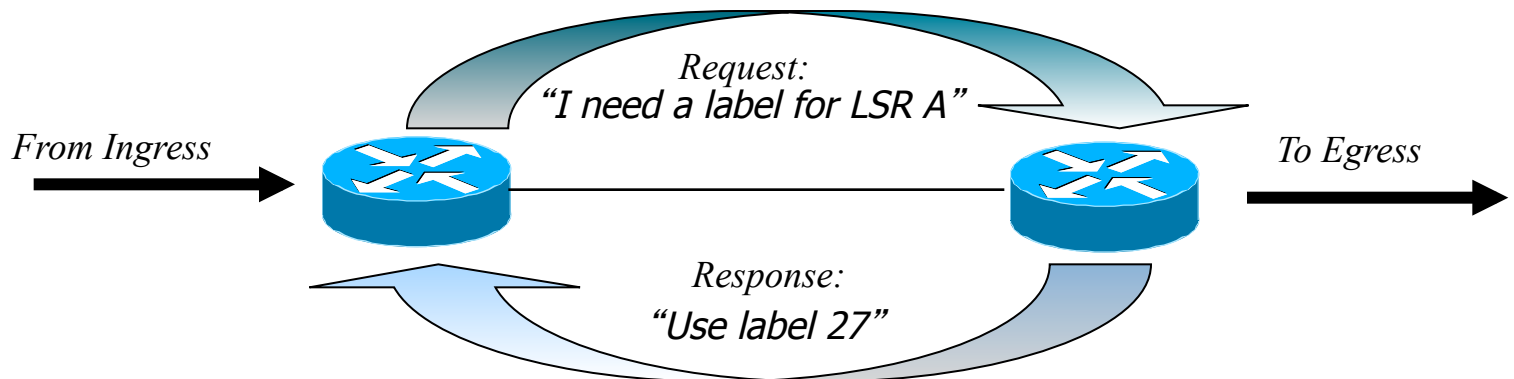 Request:
“I need a label for LSR A”
From Ingress
To Egress
Response:
“Use label 27”